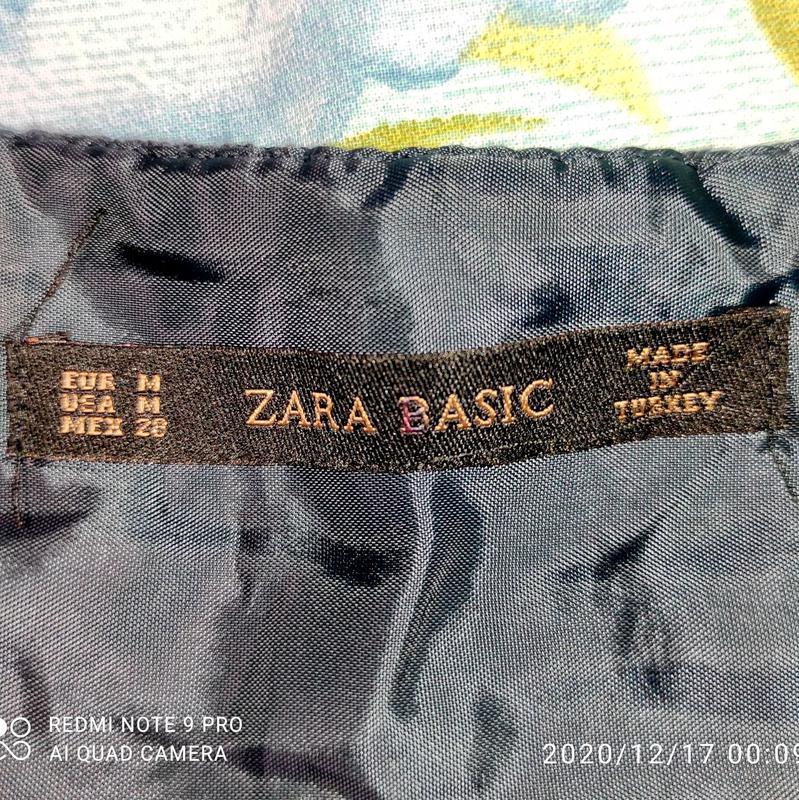 EUR M
USA M
MEX 28
ZARA BASIC
MADE
IN
TURKEY
REDMI NOTE 9 PRO
AI QUAD CAMERA
2020/12/17 00:09